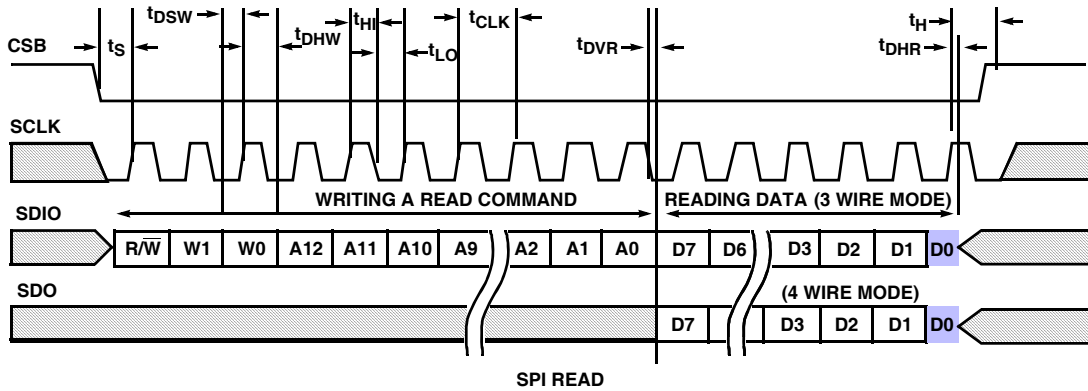 tDSW tHI tCLK tH
CSB tS tDHW tLO tDVR tDHR
SCLK
WRITING A READ COMMAND READING DATA (3 WIRE MODE)
SDIO
R/W̅ W1 W0 A12 A11 A10 A9 A2 A1 A0 D7 D6 D3 D2 D1 D0
SDO (4 WIRE MODE)
D7 D3 D2 D1 D0
SPI READ